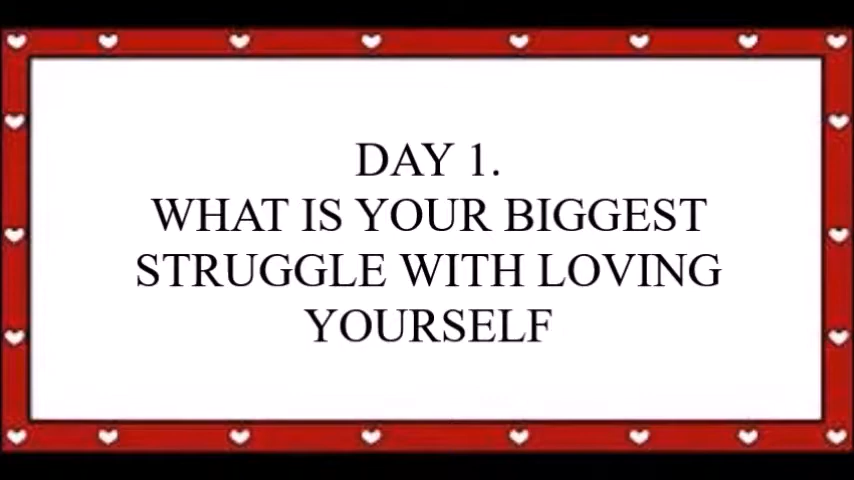 DAY 1.
WHAT IS YOUR BIGGEST
STRUGGLE WITH LOVING
YOURSELF